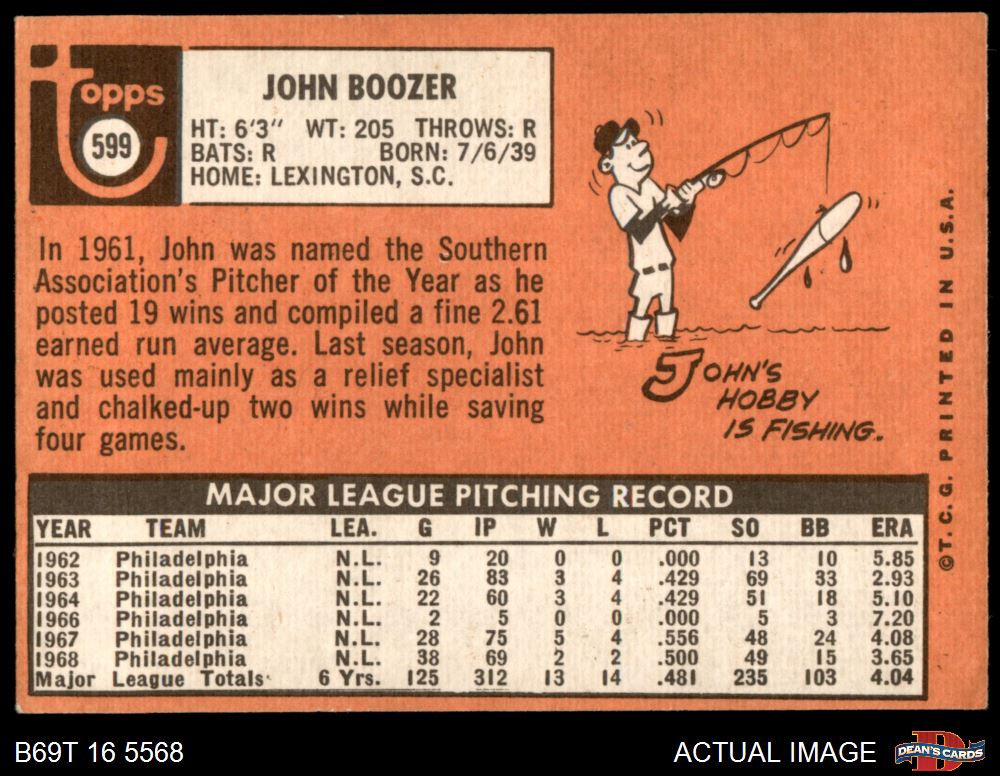 Topps
599
JOHN BOOZER
HT: 6'3" WT: 205 THROWS: R
BATS: R BORN: 7/6/39
HOME: LEXINGTON, S.C.
In 1961, John was named the Southern
Association's Pitcher of the Year as he
posted 19 wins and compiled a fine 2.61
earned run average. Last season, John
was used mainly as a relief specialist
and chalked-up two wins while saving
four games.
JOHN'S
HOBBY
IS FISHING.
©T.C.G. PRINTED IN U.S.A.
MAJOR LEAGUE PITCHING RECORD
YEAR TEAM LEA. G IP W L PCT SO BB ERA
1962 Philadelphia N.L. 9 20 0 0 .000 13 10 5.85
1963 Philadelphia N.L. 26 83 3 4 .429 69 33 2.93
1964 Philadelphia N.L. 22 60 3 4 .429 51 18 5.10
1966 Philadelphia N.L. 2 5 0 0 .000 5 3 7.20
1967 Philadelphia N.L. 28 75 5 4 .556 48 24 4.08
1968 Philadelphia N.L. 38 69 2 2 .500 49 15 3.65
Major League Totals 6 Yrs. 125 312 13 14 .481 235 103 4.04
B69T 16 5568
ACTUAL IMAGE
D
DEAN'S CARDS